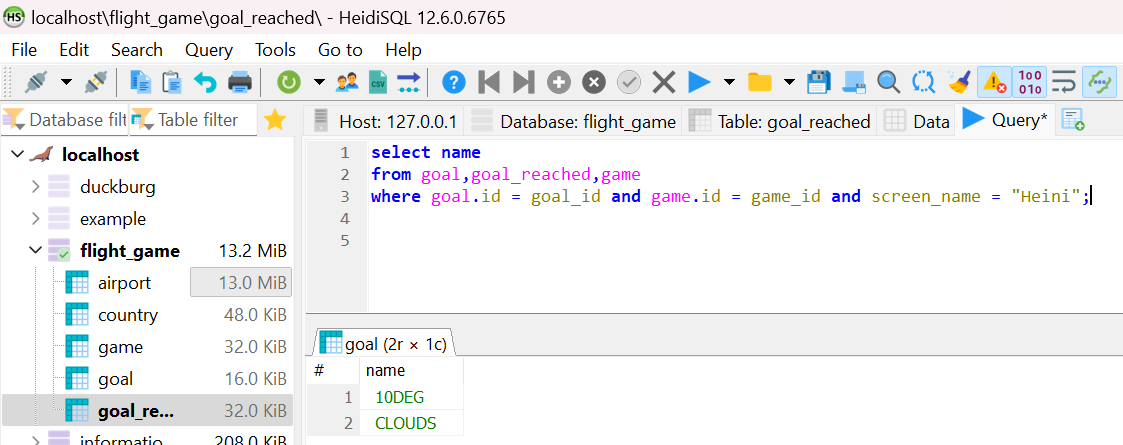 HS localhost\flight_game\goal_reached\ - HeidiSQL 12.6.0.6765
File Edit Search Query Tools Go to Help
CSV ? 100 010
Database filt Table filter Host: 127.0.0.1 Database: flight_game Table: goal_reached Data Query*
localhost
duckburg
example
flight_game 13.2 MiB
airport 13.0 MiB
country 48.0 KiB
game 32.0 KiB
goal 16.0 KiB
goal_re... 32.0 KiB
informatio 208.0 KiB
1 select name
2 from goal,goal_reached,game
3 where goal.id = goal_id and game.id = game_id and screen_name = "Heini";
4
5
goal (2r × 1c)
# name
1 10DEG
2 CLOUDS